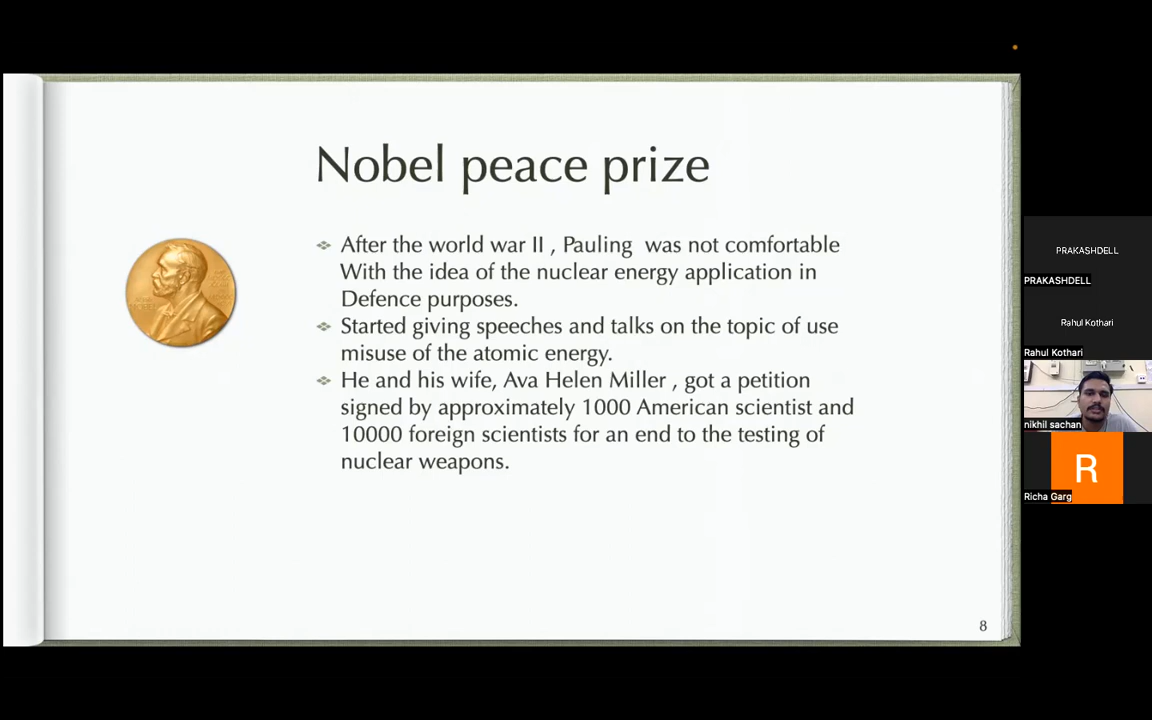 Nobel peace prize
After the world war II , Pauling was not comfortable
With the idea of the nuclear energy application in
Defence purposes.
Started giving speeches and talks on the topic of use
misuse of the atomic energy.
He and his wife, Ava Helen Miller , got a petition
signed by approximately 1000 American scientist and
10000 foreign scientists for an end to the testing of
nuclear weapons.
8
PRAKASHDELL
PRAKASHDELL
Rahul Kothari
Rahul Kothari
nikhil sachan
R
Richa Garg